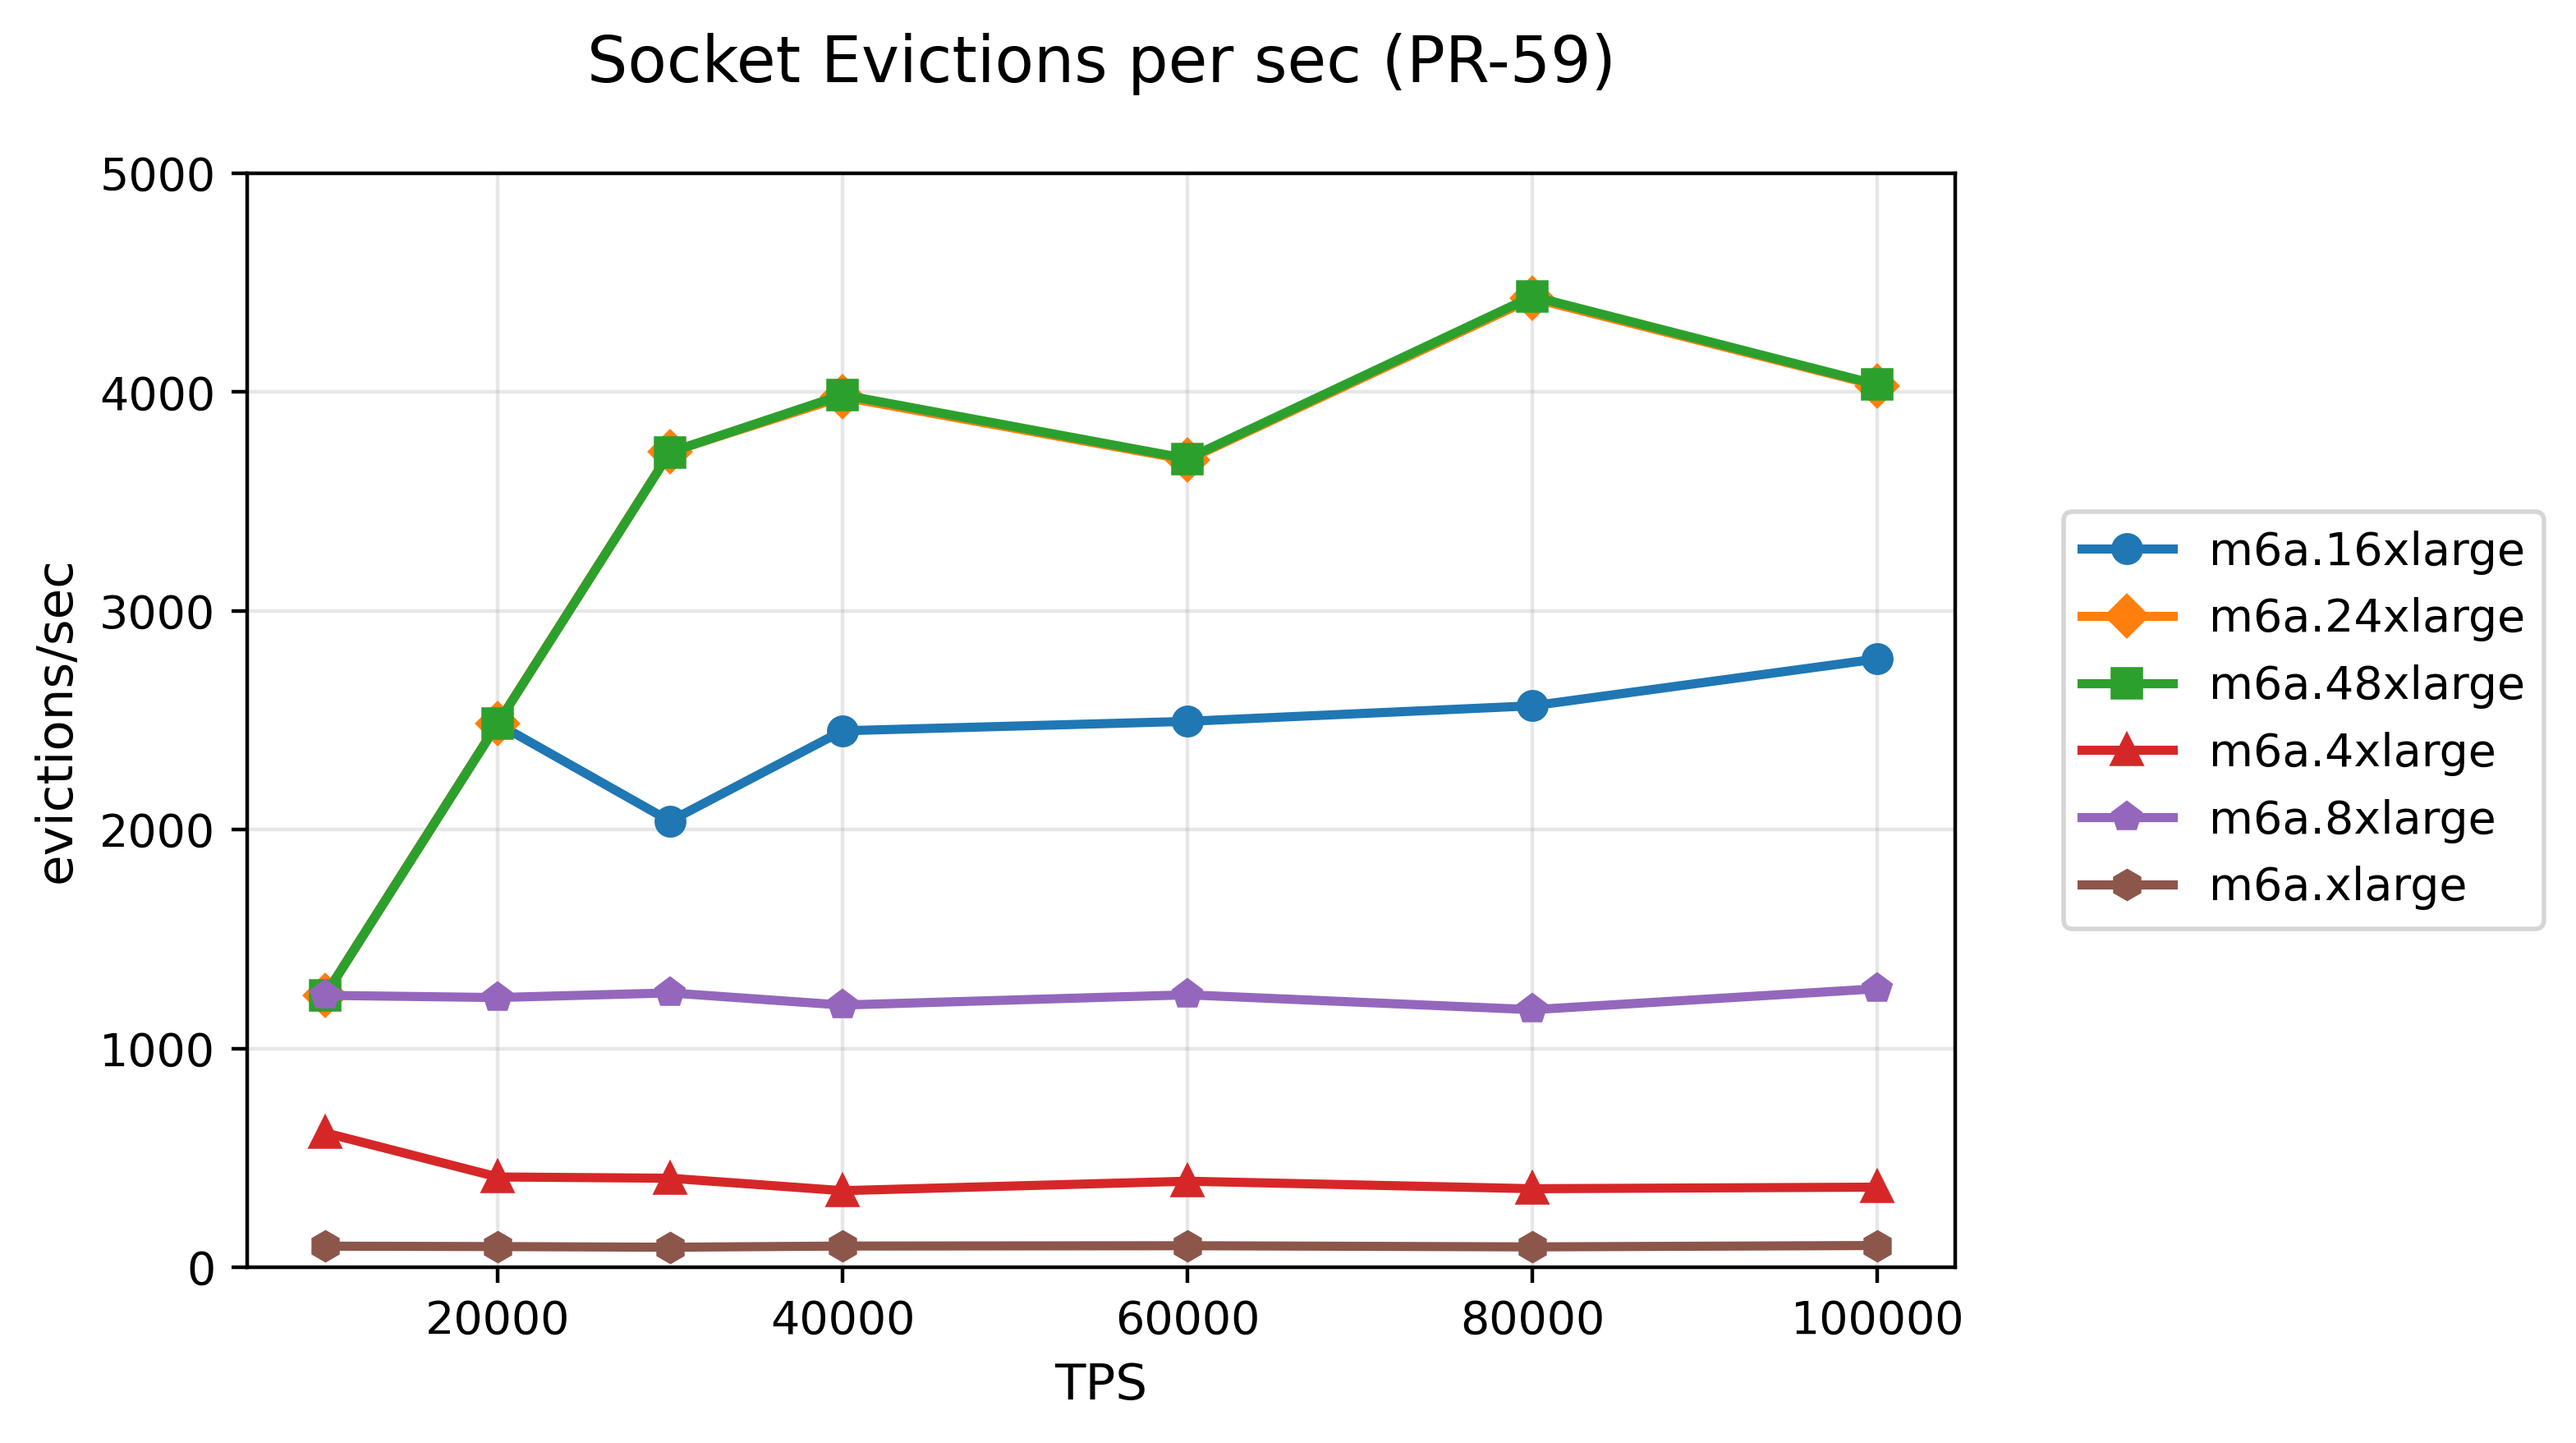 Socket Evictions per sec (PR-59)
5000
4000
3000
2000
1000
0
evictions/sec
20000 40000 60000 80000 100000
TPS
m6a.16xlarge
m6a.24xlarge
m6a.48xlarge
m6a.4xlarge
m6a.8xlarge
m6a.xlarge